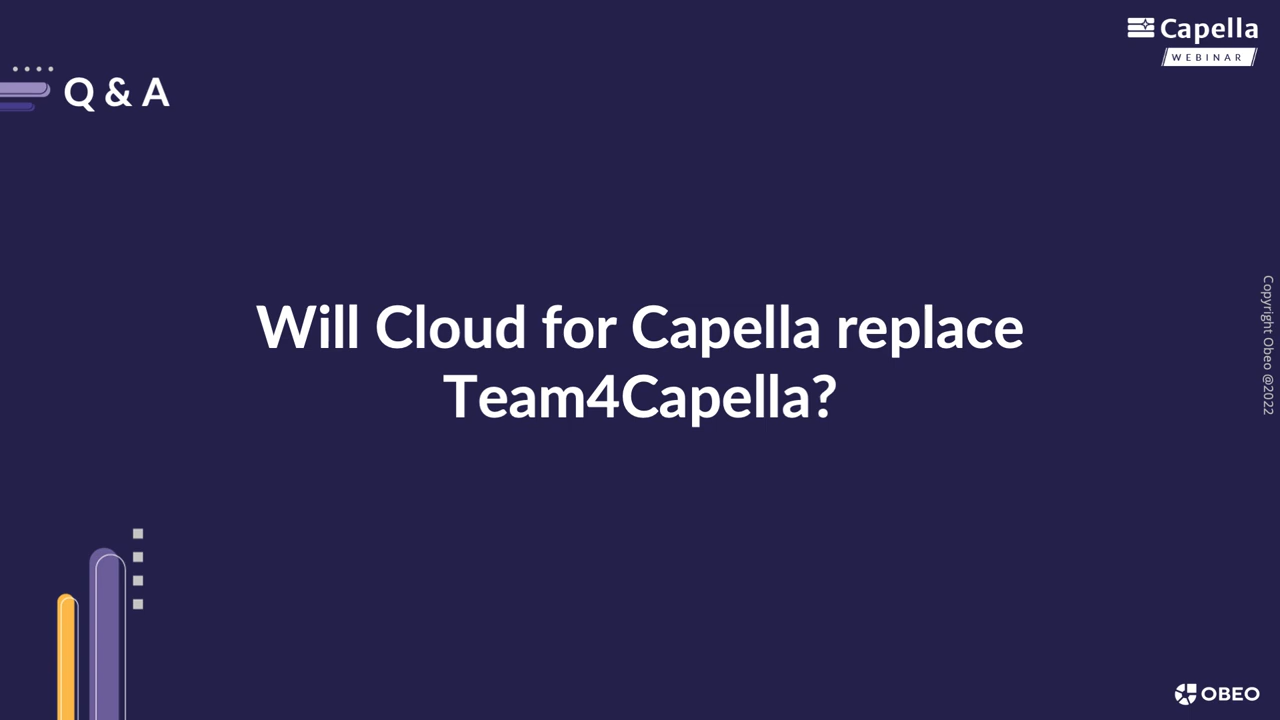 Capella
WEBINAR
Q & A
Will Cloud for Capella replace
Team4Capella?
Copyright Obeo @2022
OBEO